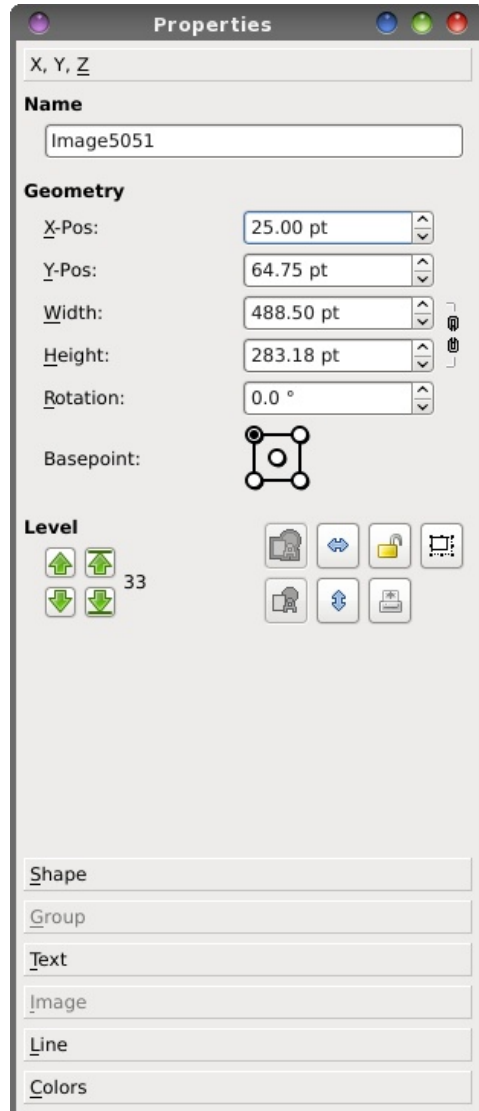 Properties
X, Y, Z
Name
Image5051
Geometry
X-Pos: 25.00 pt
Y-Pos: 64.75 pt
Width: 488.50 pt
Height: 283.18 pt
Rotation: 0.0 °
Basepoint:
Level
33
Shape
Group
Text
Image
Line
Colors